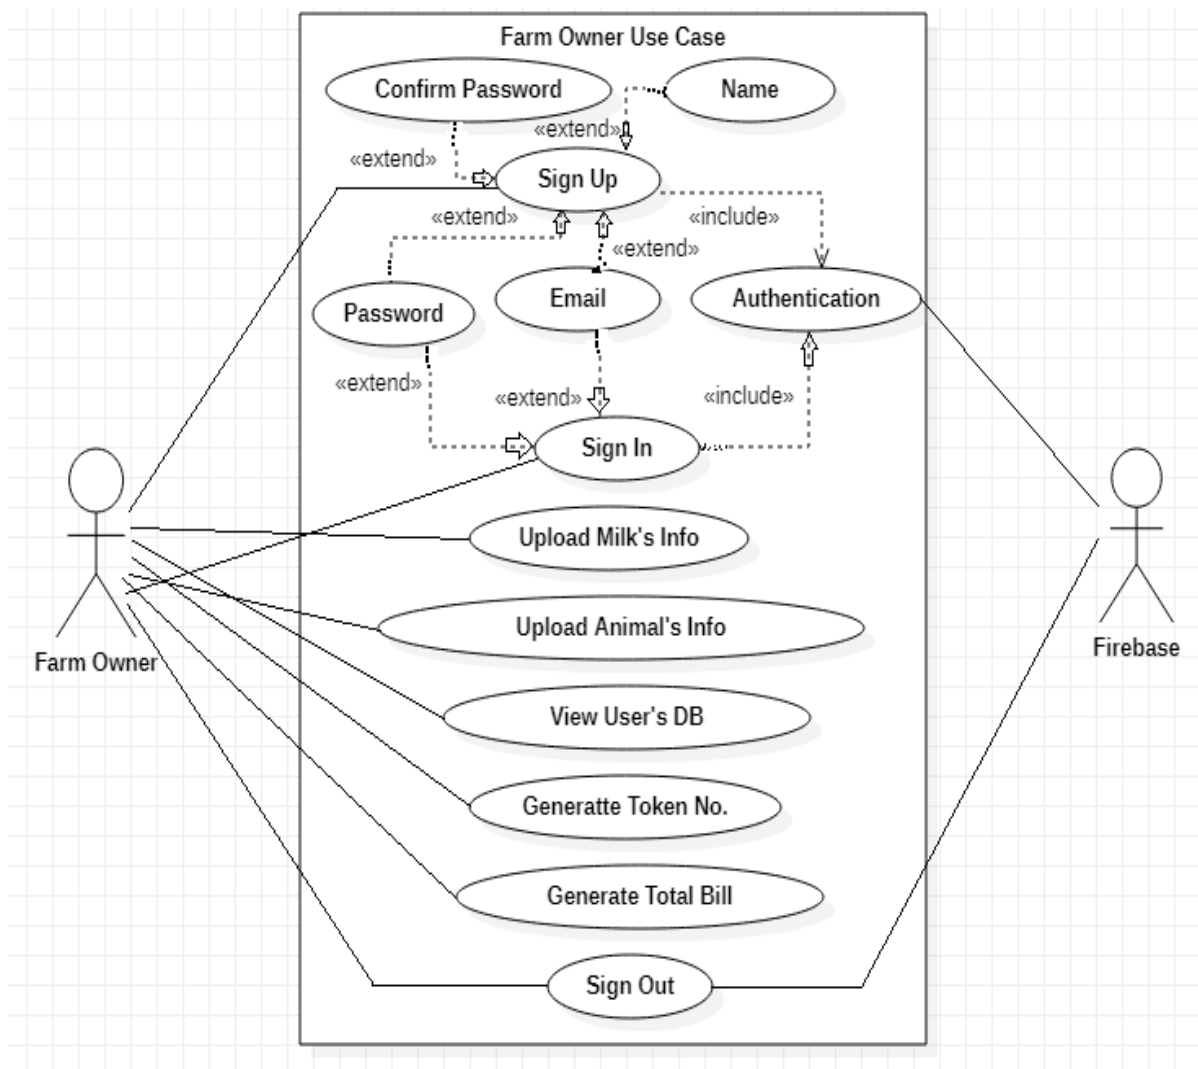 Farm Owner Use Case
Confirm Password
Name
«extend»
«extend»
Sign Up
«extend»
«include»
«extend»
Password
Email
Authentication
«extend»
«extend»
«include»
Sign In
Upload Milk's Info
Upload Animal's Info
Farm Owner
Firebase
View User's DB
Generatte Token No.
Generate Total Bill
Sign Out